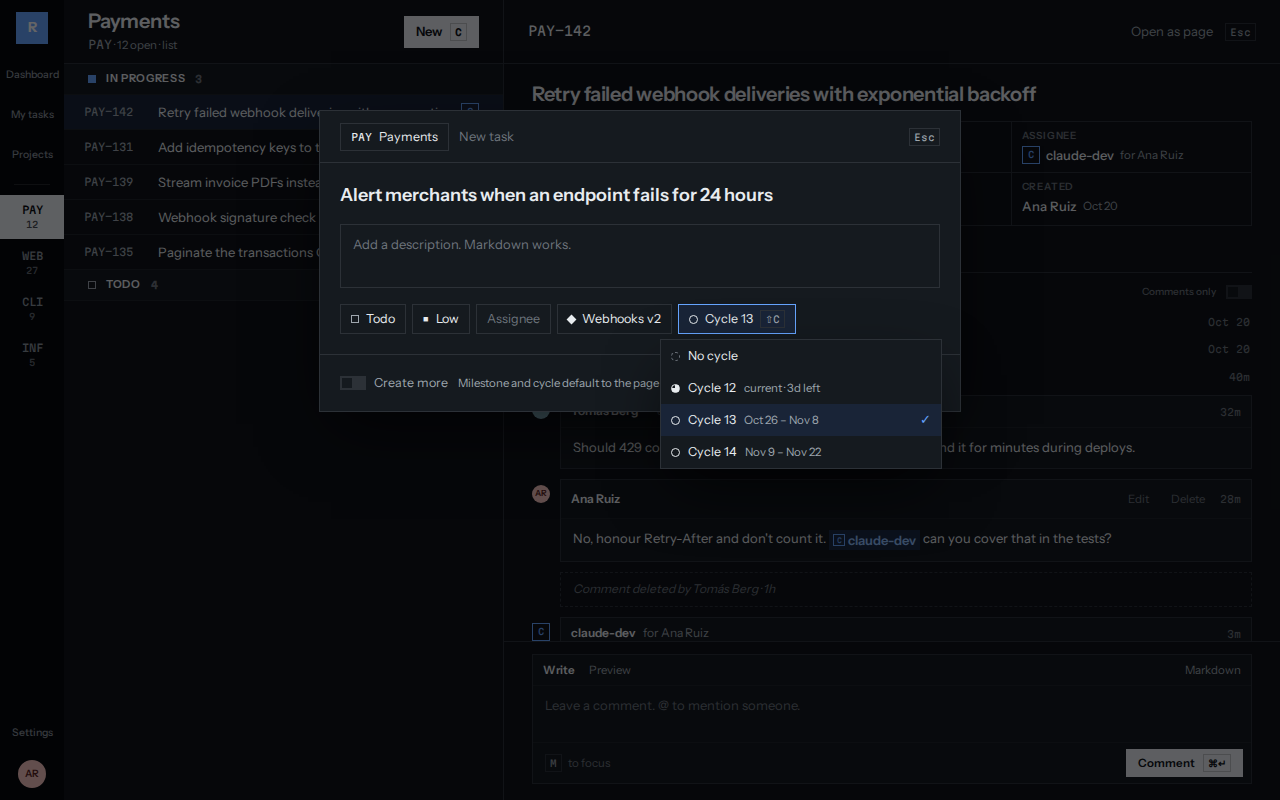 R
Dashboard
My tasks
Projects
PAY
12
WEB
27
CLI
9
INF
5
Settings
AR
Payments
PAY · 12 open · list
New C
IN PROGRESS 3
PAY-142 Retry failed webhook
PAY-131 Add idempotency keys to
PAY-139 Stream invoice PDFs
PAY-138 Webhook signature check
PAY-135 Paginate the transactions
TODO 4
PAY-142
Open as page Esc
Retry failed webhook deliveries with exponential backoff
ASSIGNEE
C claude-dev for Ana Ruiz
CREATED
Ana Ruiz Oct 20
Comments only
Oct 20
Oct 20
40m
PAY Payments New task Esc
Alert merchants when an endpoint fails for 24 hours
Add a description. Markdown works.
Todo Low Assignee Webhooks v2 Cycle 13 ⇧C
No cycle
Cycle 12 current · 3d left
Cycle 13 Oct 26 – Nov 8 ✓
Cycle 14 Nov 9 – Nov 22
Create more Milestone and cycle default to the page
Tomás Berg 32m
Should 429 it for minutes during deploys.
AR Ana Ruiz Edit Delete 28m
No, honour Retry-After and don't count it. C claude-dev can you cover that in the tests?
Comment deleted by Tomás Berg · 1h
C claude-dev for Ana Ruiz 3m
Write Preview Markdown
Leave a comment. @ to mention someone.
M to focus
Comment ⌘↵